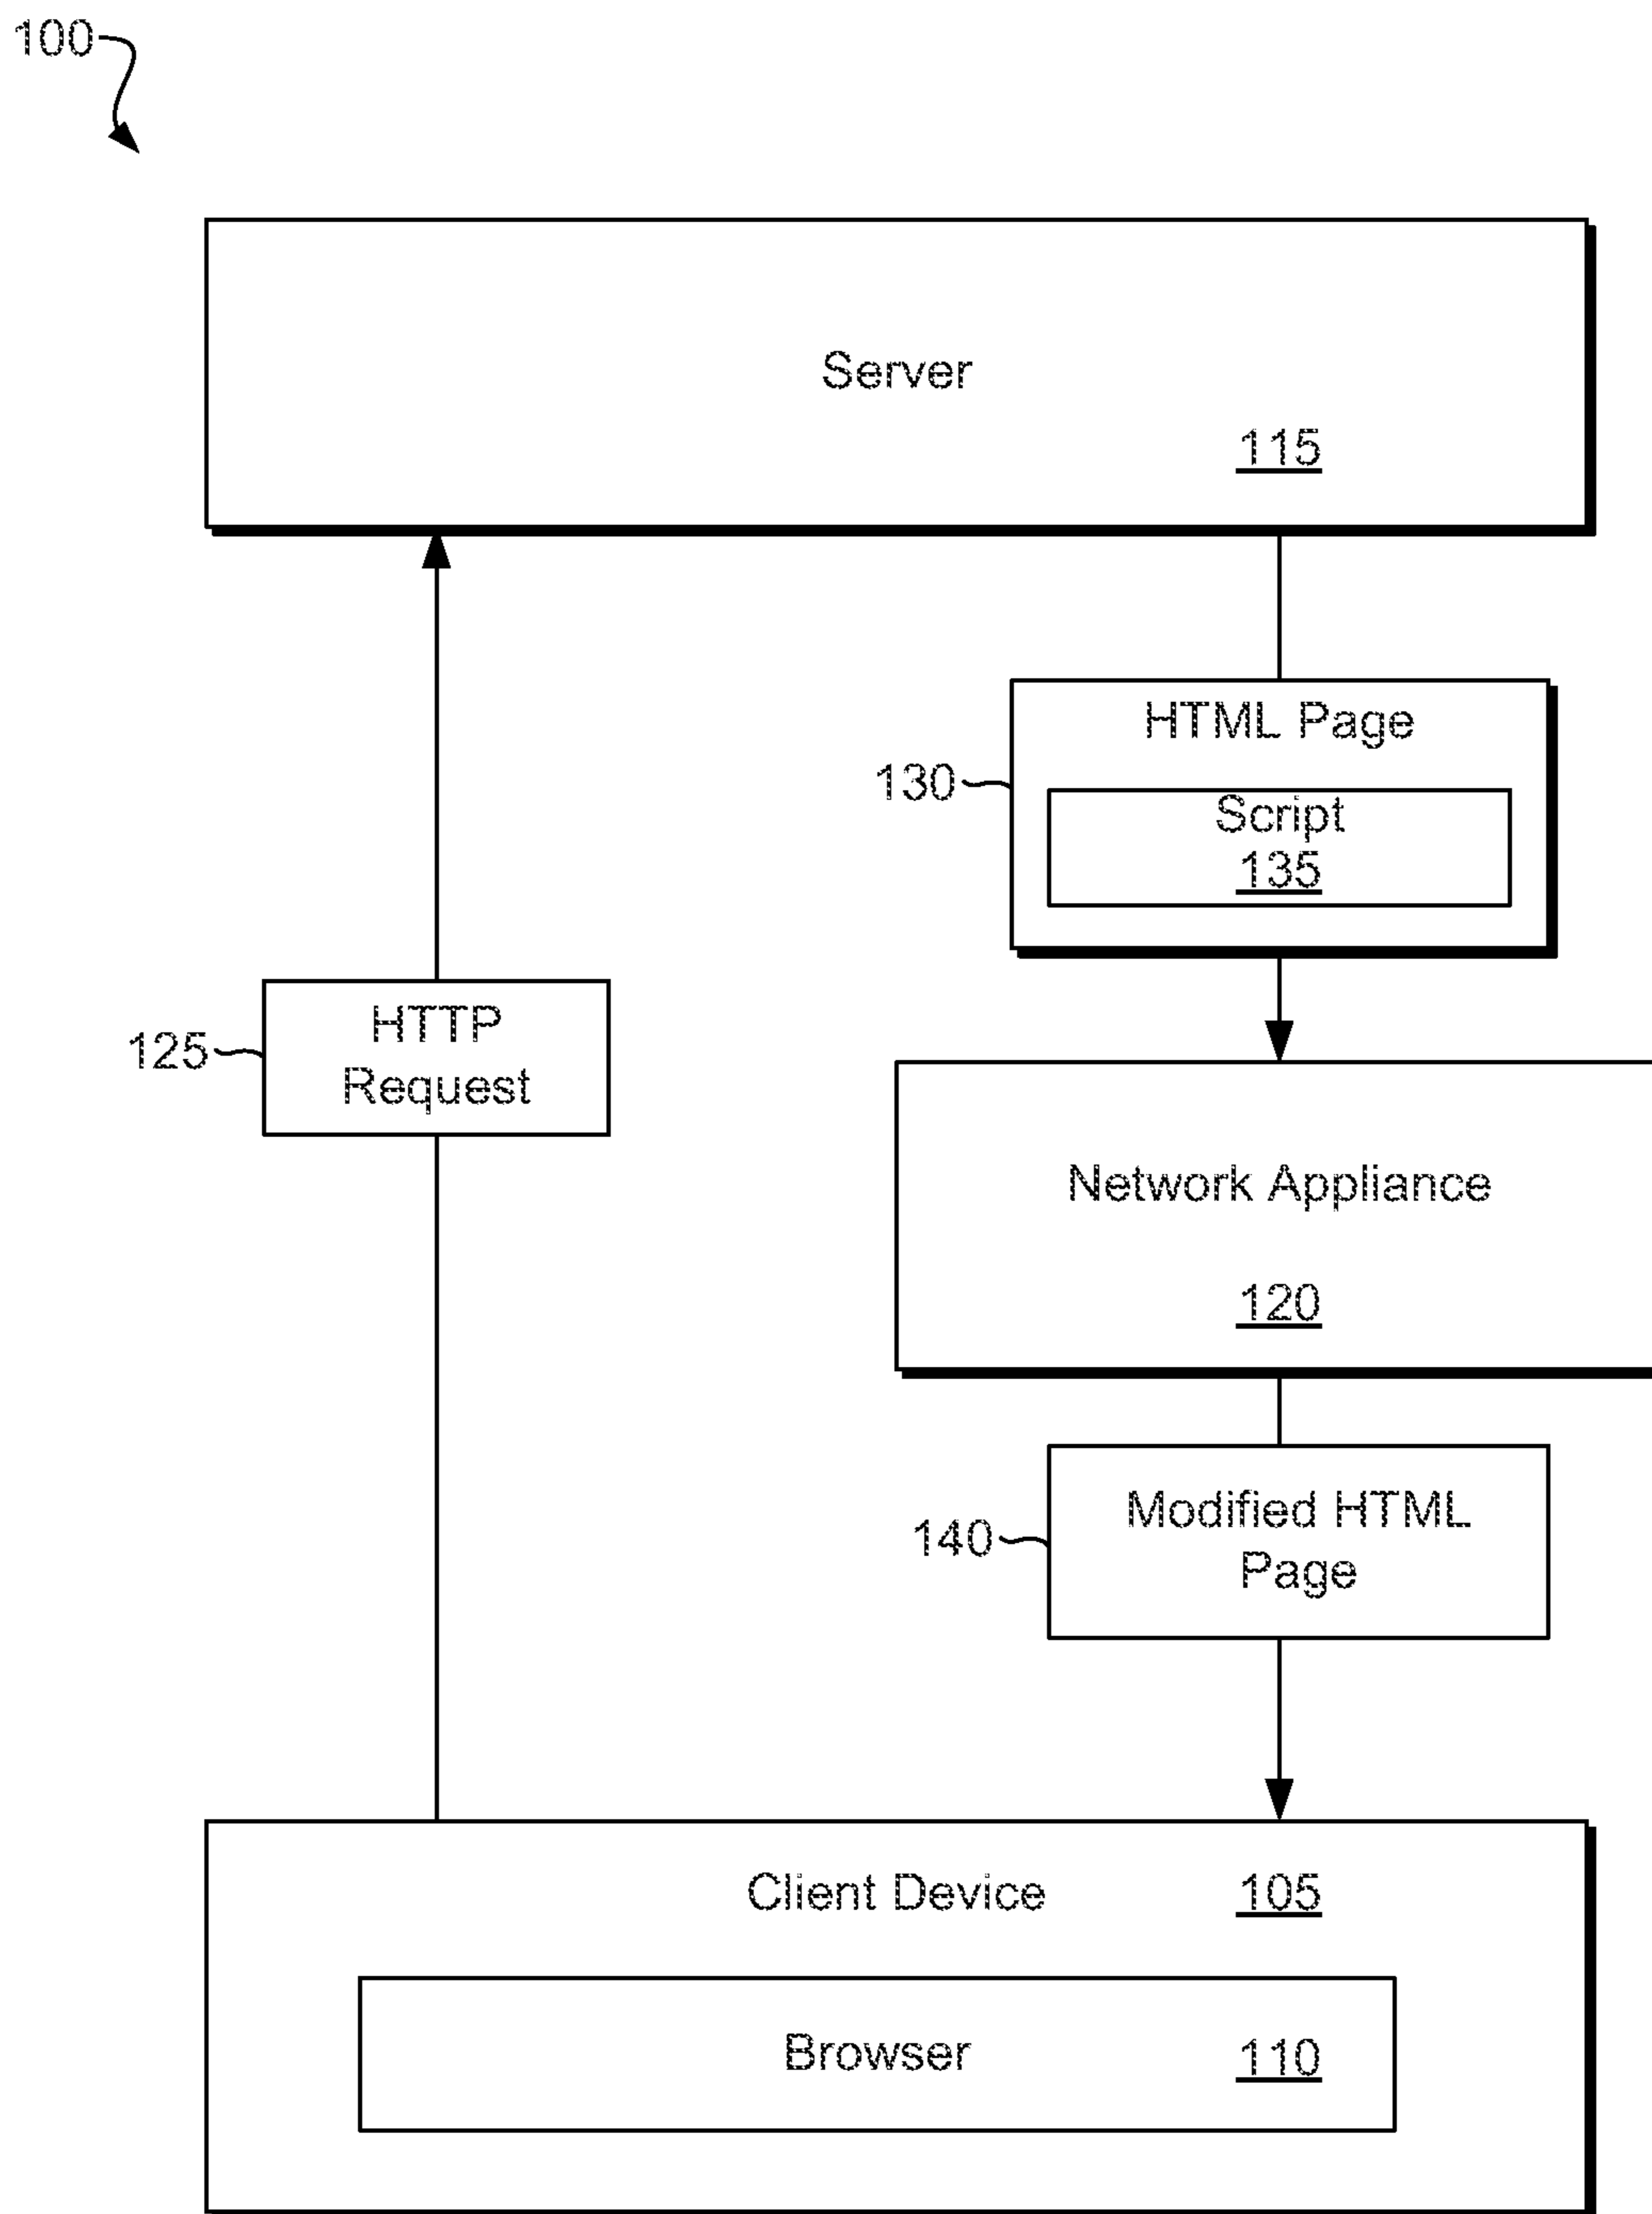 100
Server
115
HTML Page
130
Script
135
HTTP
Request
125
Network Appliance
120
Modified HTML
Page
140
Client Device 105
Browser 110